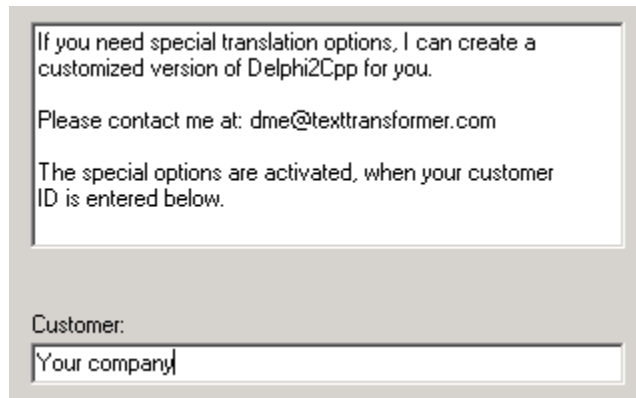 If you need special translation options, I can create a
customized version of Delphi2Cpp for you.
Please contact me at: dme@texttransformer.com
The special options are activated, when your customer
ID is entered below.
Customer:
Your company